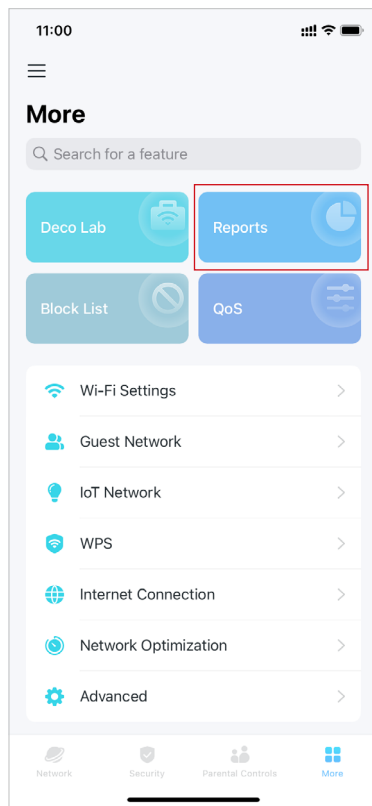 11:00
More
Search for a feature
Deco Lab
Reports
Block List
QoS
Wi-Fi Settings
Guest Network
IoT Network
WPS
Internet Connection
Network Optimization
Advanced
Network
Security
Parental Controls
More